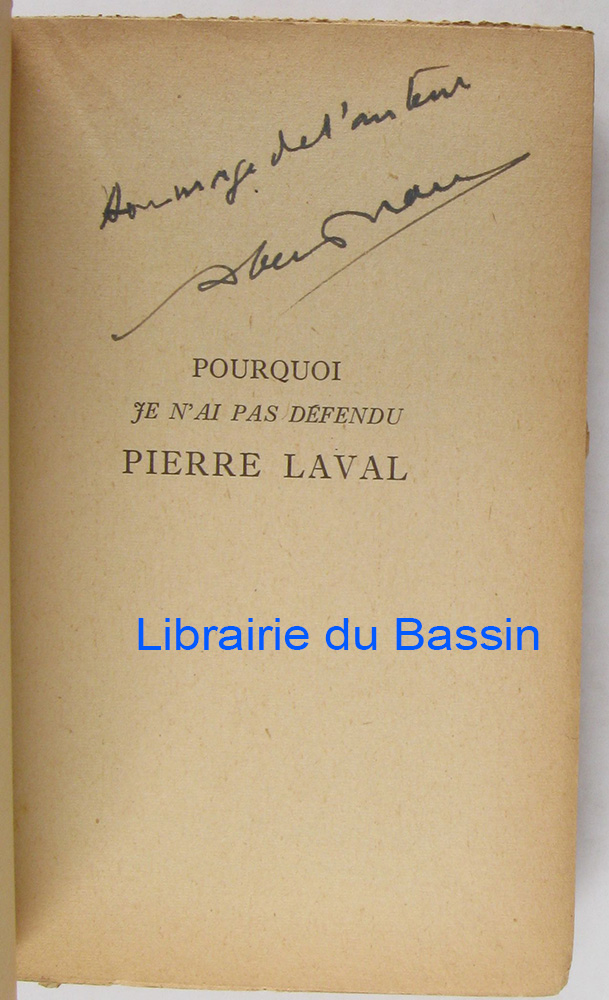 Hommage de l'auteur
POURQUOI
JE N'AI PAS DÉFENDU
PIERRE LAVAL
Librairie du Bassin